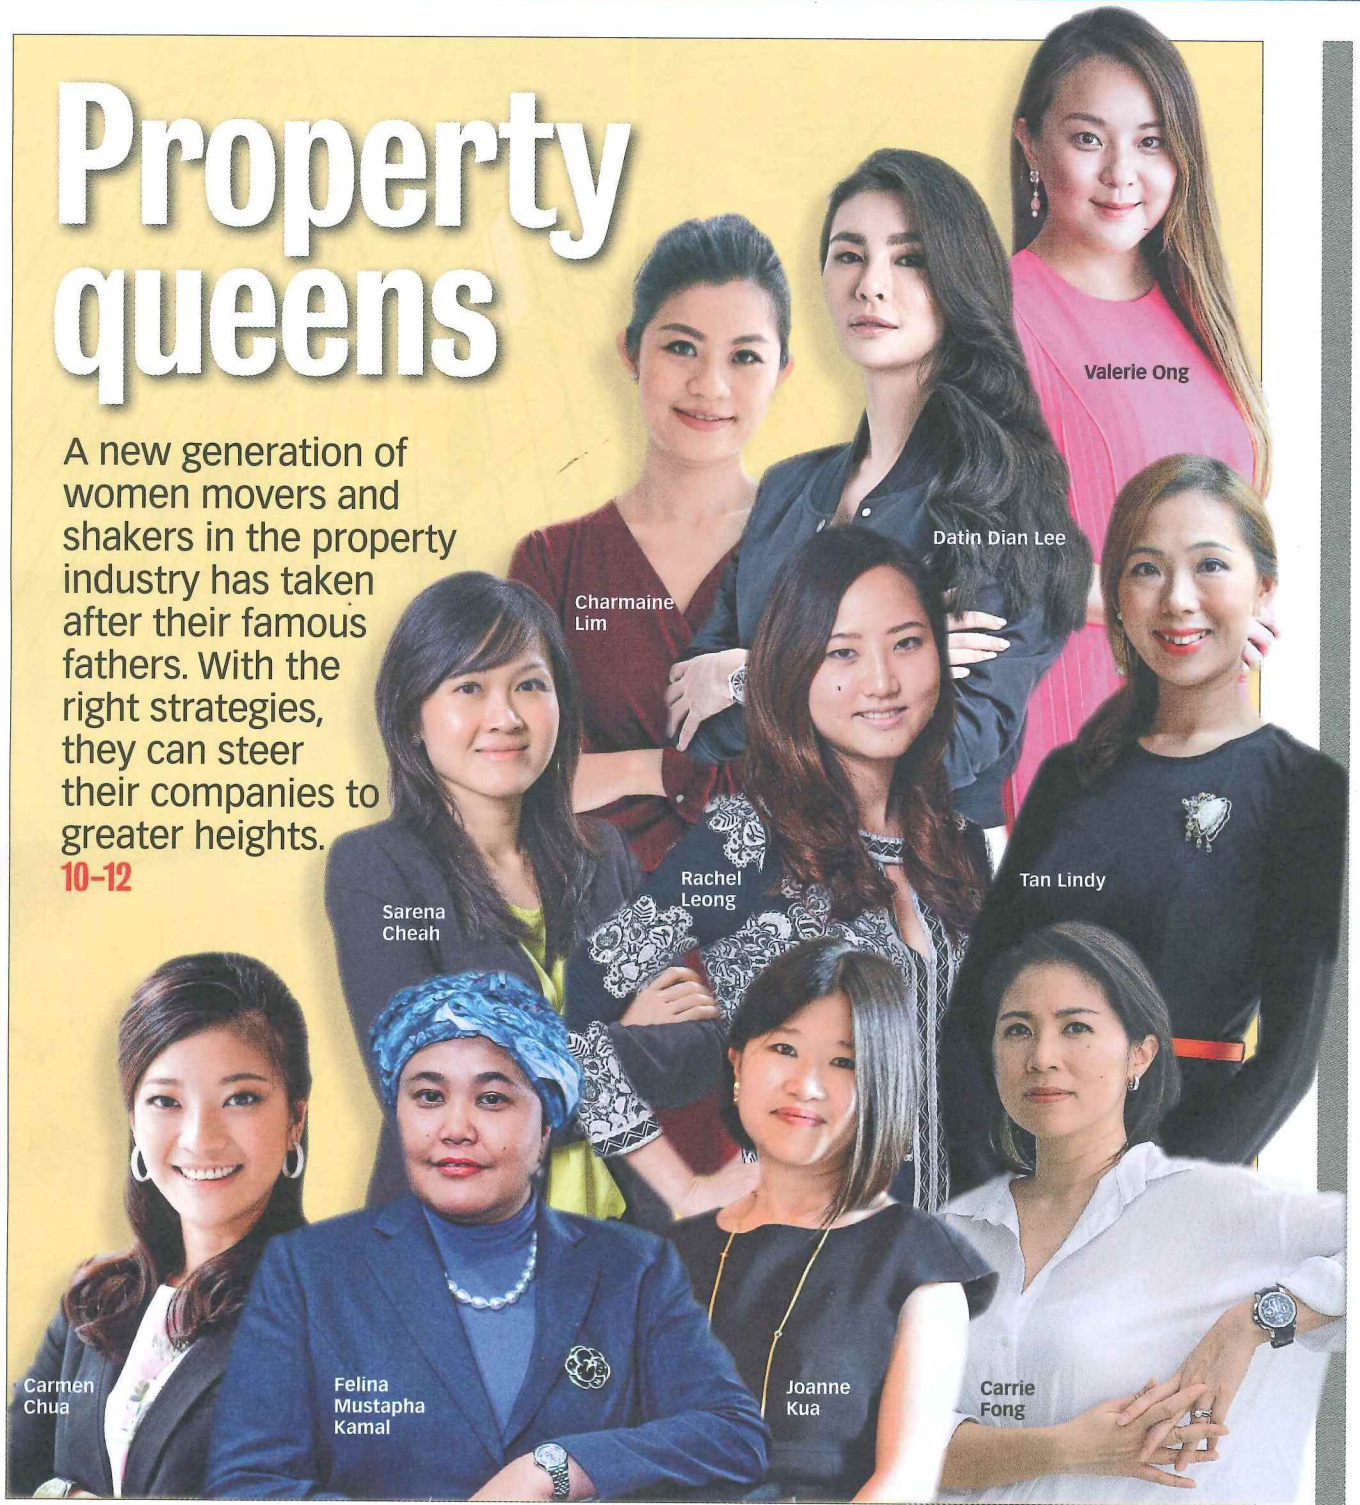 Property
queens
A new generation of
women movers and
shakers in the property
industry has taken
after their famous
fathers. With the
right strategies,
they can steer
their companies to
greater heights.
10-12
Valerie Ong
Datin Dian Lee
Charmaine
Lim
Rachel
Leong
Tan Lindy
Sarena
Cheah
Carmen
Chua
Felina
Mustapha
Kamal
Joanne
Kua
Carrie
Fong